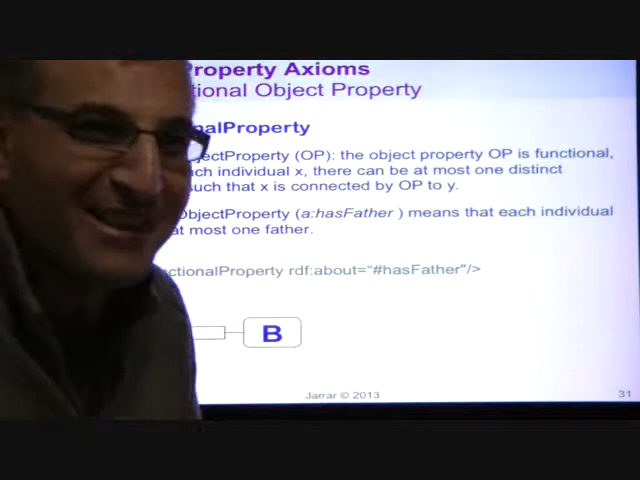 Property Axioms
tional Object Property
nalProperty
jectProperty (OP): the object property OP is functional,
ch individual x, there can be at most one distinct
such that x is connected by OP to y.
ObjectProperty (a:hasFather ) means that each individual
at most one father.
ctionalProperty rdf:about="#hasFather"/>
B
Jarrar © 2013
31